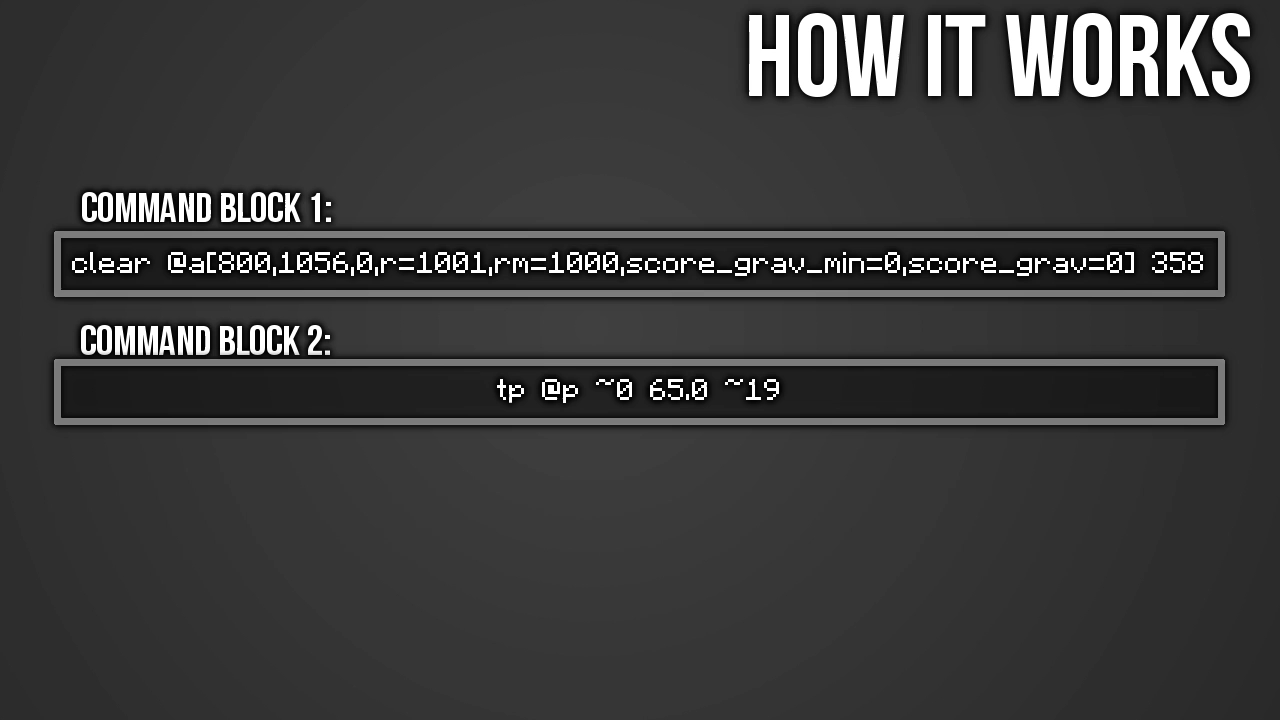 HOW IT WORKS
COMMAND BLOCK 1:
clear @a[800,1056,0,r=1001,rm=1000,score_grav_min=0,score_grav=0] 358
COMMAND BLOCK 2:
tp @p ~0 65.0 ~19